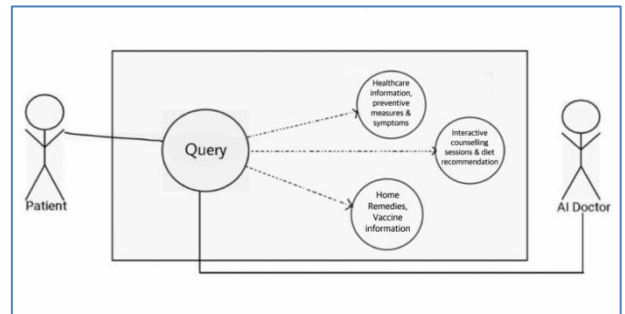 Healthcare
information,
preventive
measures &
symptoms
Query
Interactive
counselling
sessions & diet
recommendation
Home
Remedies,
Vaccine
information
Patient
AI Doctor